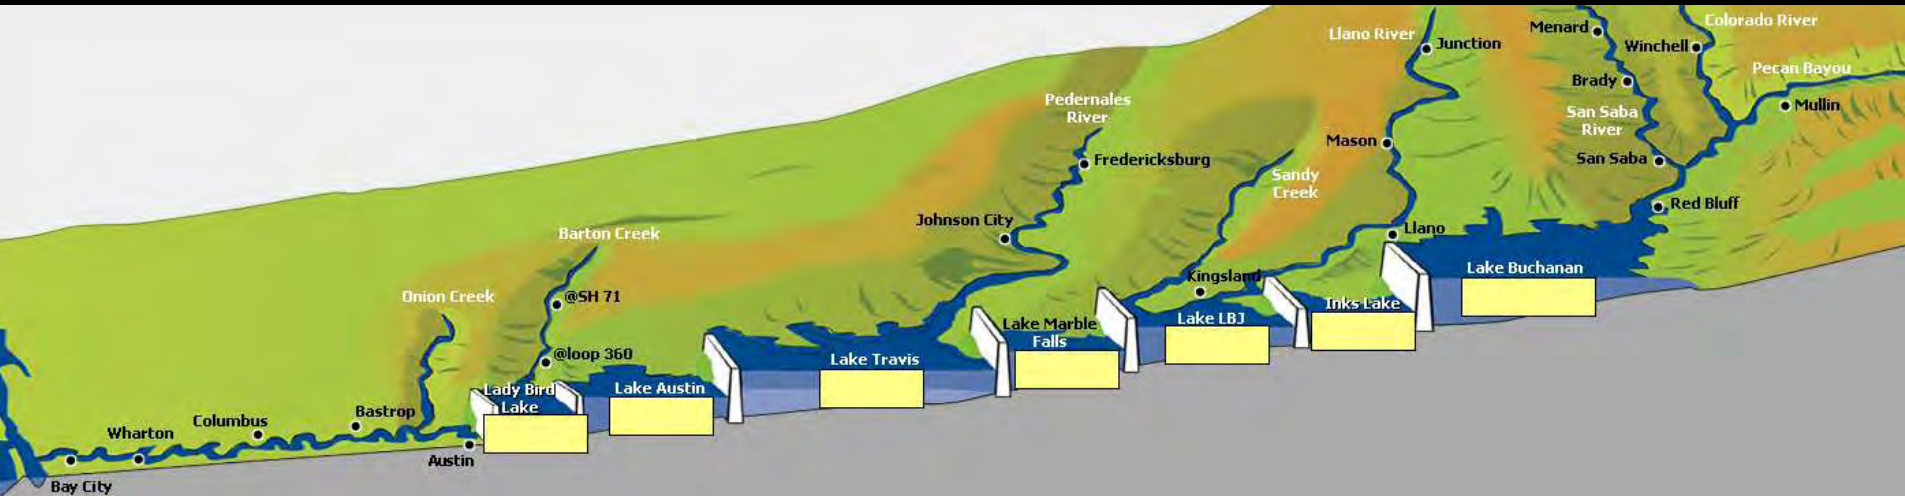 Colorado River
Menard
Llano River
Junction
Winchell
Pecan Bayou
Brady
Pedernales
River
Mullin
San Saba
River
Mason
Fredericksburg
San Saba
Sandy
Creek
Red Bluff
Johnson City
Llano
Barton Creek
Lake Buchanan
Kingsland
Onion Creek
@SH 71
Inks Lake
Lake LBJ
Lake Marble
Falls
@loop 360
Lake Travis
Lady Bird
Lake
Lake Austin
Bastrop
Columbus
Wharton
Austin
Bay City